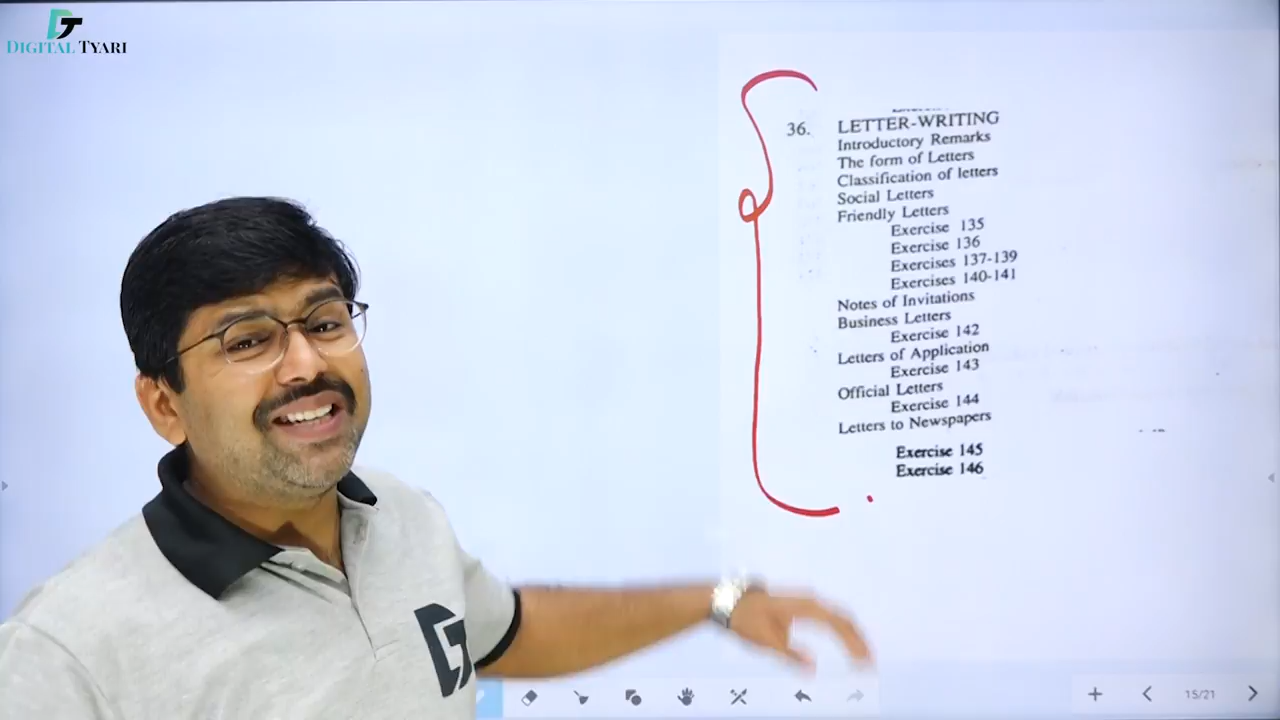 DT
DIGITAL TYARI
36. LETTER-WRITING
Introductory Remarks
The form of Letters
Classification of letters
Social Letters
Friendly Letters
Exercise 135
Exercise 136
Exercises 137-139
Exercises 140-141
Notes of Invitations
Business Letters
Exercise 142
Letters of Application
Exercise 143
Official Letters
Exercise 144
Letters to Newspapers
Exercise 145
Exercise 146
DT
15/21